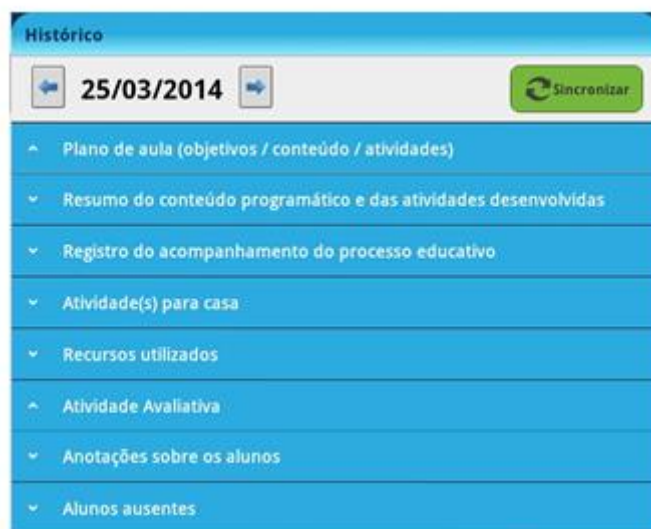 Histórico
25/03/2014
Sincronizar
Plano de aula (objetivos / conteúdo / atividades)
Resumo do conteúdo programático e das atividades desenvolvidas
Registro do acompanhamento do processo educativo
Atividade(s) para casa
Recursos utilizados
Atividade Avaliativa
Anotações sobre os alunos
Alunos ausentes